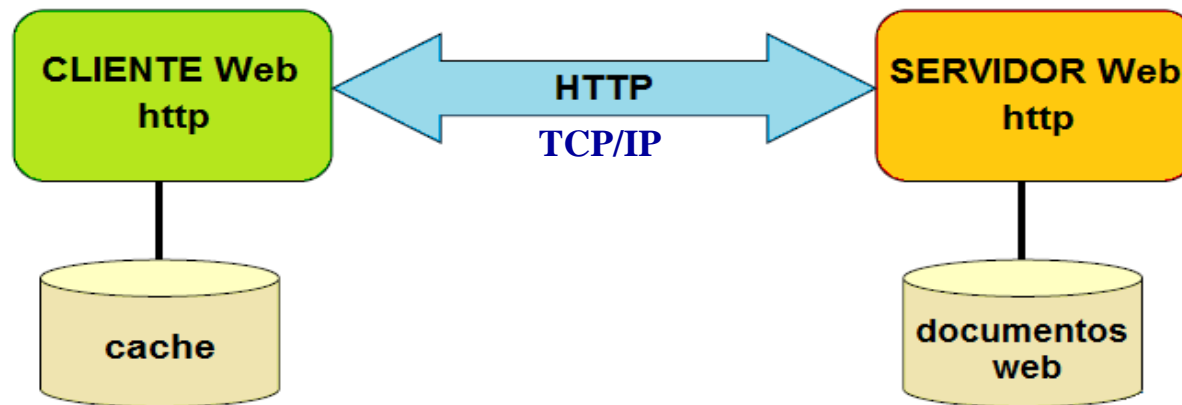 CLIENTE Web
http
HTTP
TCP/IP
SERVIDOR Web
http
cache
documentos
web